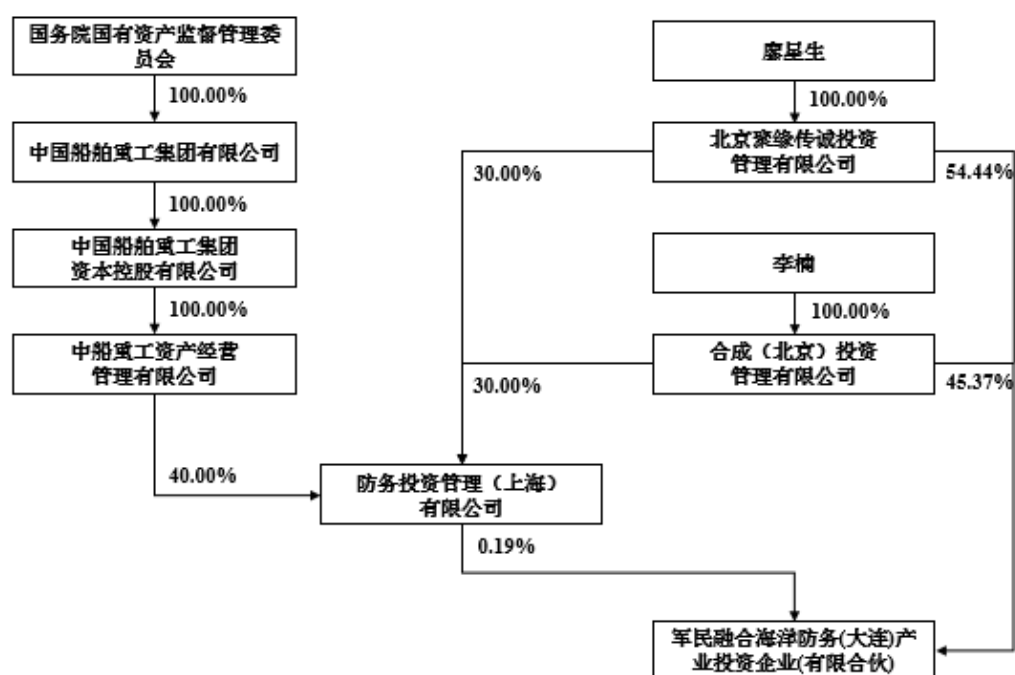 国务院国有资产监督管理委
员会
廖星生
100.00%
100.00%
中国船舶重工集团有限公司
北京聚缘传诚投资
管理有限公司
30.00%
54.44%
100.00%
中国船舶重工集团
资本控股有限公司
李楠
100.00%
100.00%
中船重工资产经营
管理有限公司
合成（北京）投资
管理有限公司
30.00%
45.37%
40.00%
防务投资管理（上海）
有限公司
0.19%
军民融合海洋防务(大连)产
业投资企业(有限合伙)